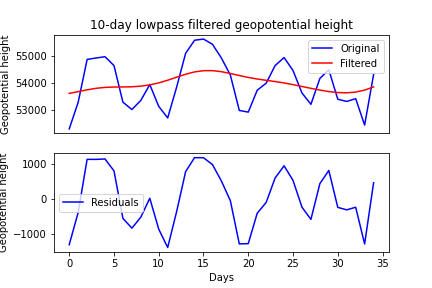 10-day lowpass filtered geopotential height
Geopotential height
55000
54000
53000
Original
Filtered
Geopotential height
1000
0
−1000
Residuals
0 5 10 15 20 25 30 35
Days